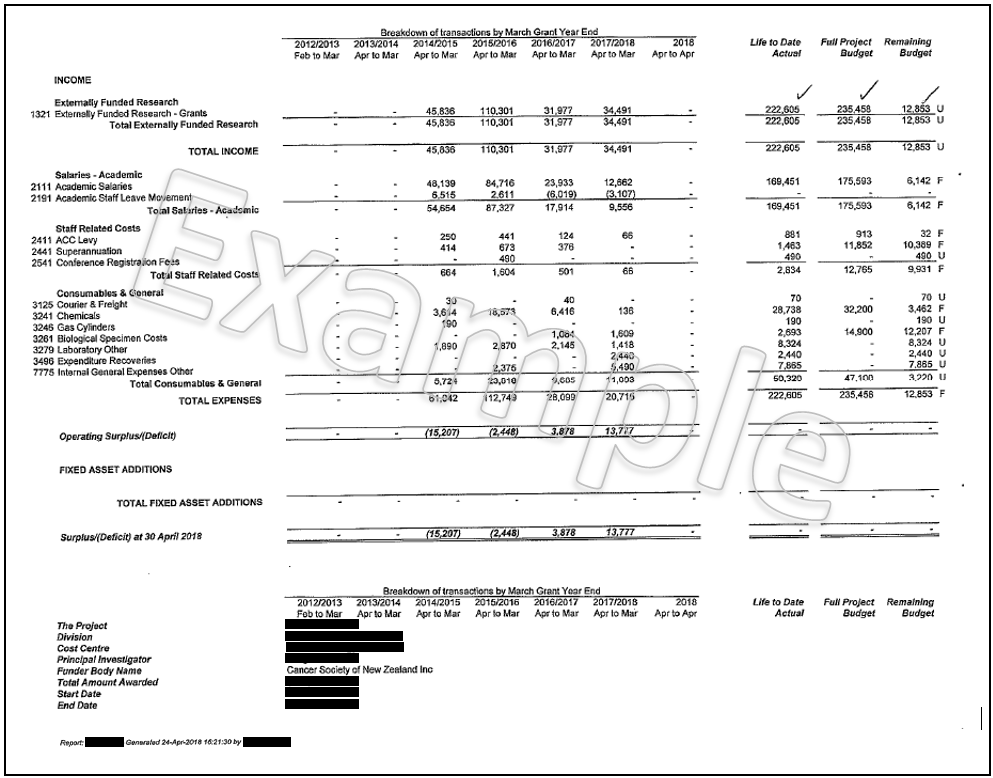 Breakdown of transactions by March Grant Year End
2012/2013 2013/2014 2014/2015 2015/2016 2016/2017 2017/2018 2018 Life to Date Full Project Remaining
Feb to Mar Apr to Mar Apr to Mar Apr to Mar Apr to Mar Apr to Mar Apr to Apr Actual Budget Budget
INCOME
Externally Funded Research
1321 Externally Funded Research - Grants - - 45,836 110,301 31,977 34,491 - 222,605 235,458 12,853 U
Total Externally Funded Research - - 45,836 110,301 31,977 34,491 - 222,605 235,458 12,853 U
TOTAL INCOME - - 45,836 110,301 31,977 34,491 - 222,605 235,458 12,853 U
Salaries - Academic
2111 Academic Salaries - - 48,139 84,716 23,933 12,662 - 169,451 175,593 6,142 F
2191 Academic Staff Leave Movement - - 6,515 2,611 (6,019) (3,107) - - - -
Total Salaries - Academic - - 54,654 87,327 17,914 9,556 - 169,451 175,593 6,142 F
Staff Related Costs
2411 ACC Levy - - 250 441 124 66 - 881 913 32 F
2441 Superannuation - - 414 673 376 - - 1,463 11,852 10,389 F
2541 Conference Registration Fees - - - 490 - - - 490 - 490 U
Total Staff Related Costs - - 664 1,604 501 66 - 2,834 12,765 9,931 F
Consumables & General
3125 Courier & Freight - - 30 - 40 - - 70 - 70 U
3241 Chemicals - - 3,614 18,573 6,416 136 - 28,738 32,200 3,462 F
3246 Gas Cylinders - - 190 - - - - 190 - 190 U
3261 Biological Specimen Costs - - - - 1,084 1,609 - 2,693 14,900 12,207 F
3279 Laboratory Other - - 1,890 2,870 2,145 1,418 - 8,324 - 8,324 U
3496 Expenditure Recoveries - - - - - 2,440 - 2,440 - 2,440 U
7775 Internal General Expenses Other - - - 2,375 - 5,490 - 7,865 - 7,865 U
Total Consumables & General - - 5,724 23,818 9,685 11,093 - 50,320 47,100 3,220 U
TOTAL EXPENSES - - 61,042 112,749 28,099 20,715 - 222,605 235,458 12,853 F
Operating Surplus/(Deficit) - - (15,207) (2,448) 3,878 13,777 - - - -
FIXED ASSET ADDITIONS
TOTAL FIXED ASSET ADDITIONS - - - - - - - - - -
Surplus/(Deficit) at 30 April 2018 - - (15,207) (2,448) 3,878 13,777 - - - -
Example
Breakdown of transactions by March Grant Year End
2012/2013 2013/2014 2014/2015 2015/2016 2016/2017 2017/2018 2018 Life to Date Full Project Remaining
Feb to Mar Apr to Mar Apr to Mar Apr to Mar Apr to Mar Apr to Mar Apr to Apr Actual Budget Budget
The Project
Division
Cost Centre
Principal Investigator
Funder Body Name Cancer Society of New Zealand Inc
Total Amount Awarded
Start Date
End Date
Report: Generated 24-Apr-2018 15:21:30 by